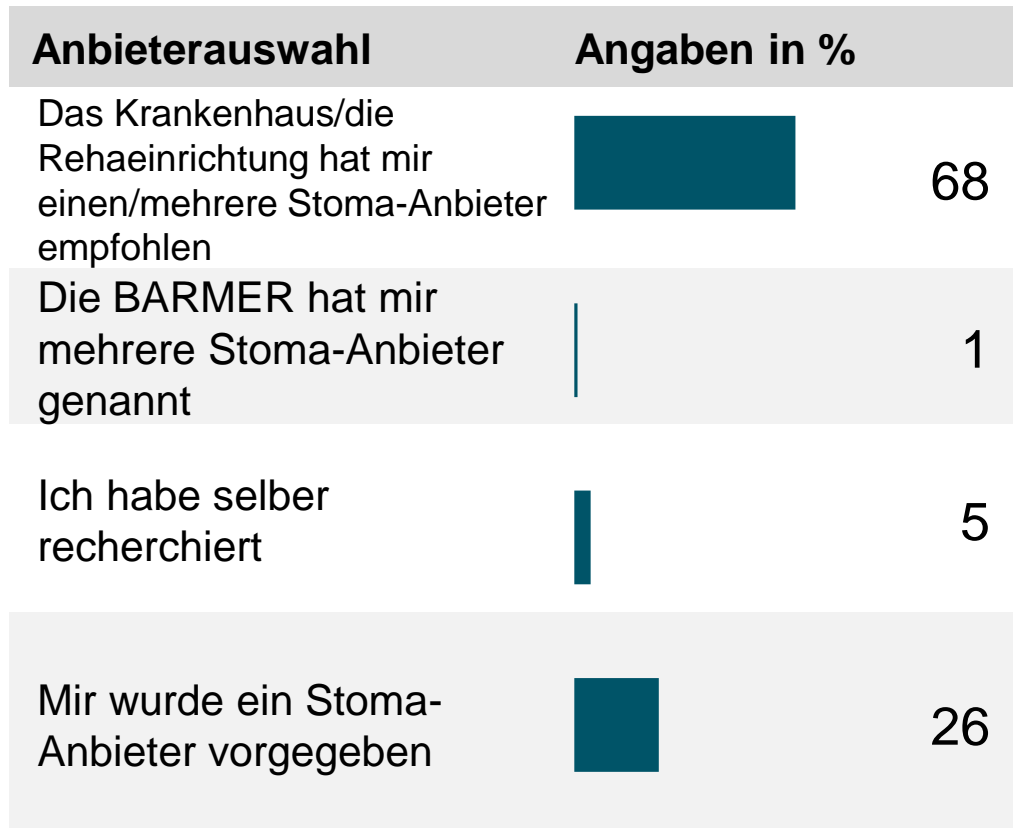 Anbieterauswahl Angaben in %
Das Krankenhaus/die
Rehaeinrichtung hat mir
einen/mehrere Stoma-Anbieter
empfohlen
68
Die BARMER hat mir
mehrere Stoma-Anbieter
genannt
1
Ich habe selber
recherchiert
5
Mir wurde ein Stoma-
Anbieter vorgegeben
26